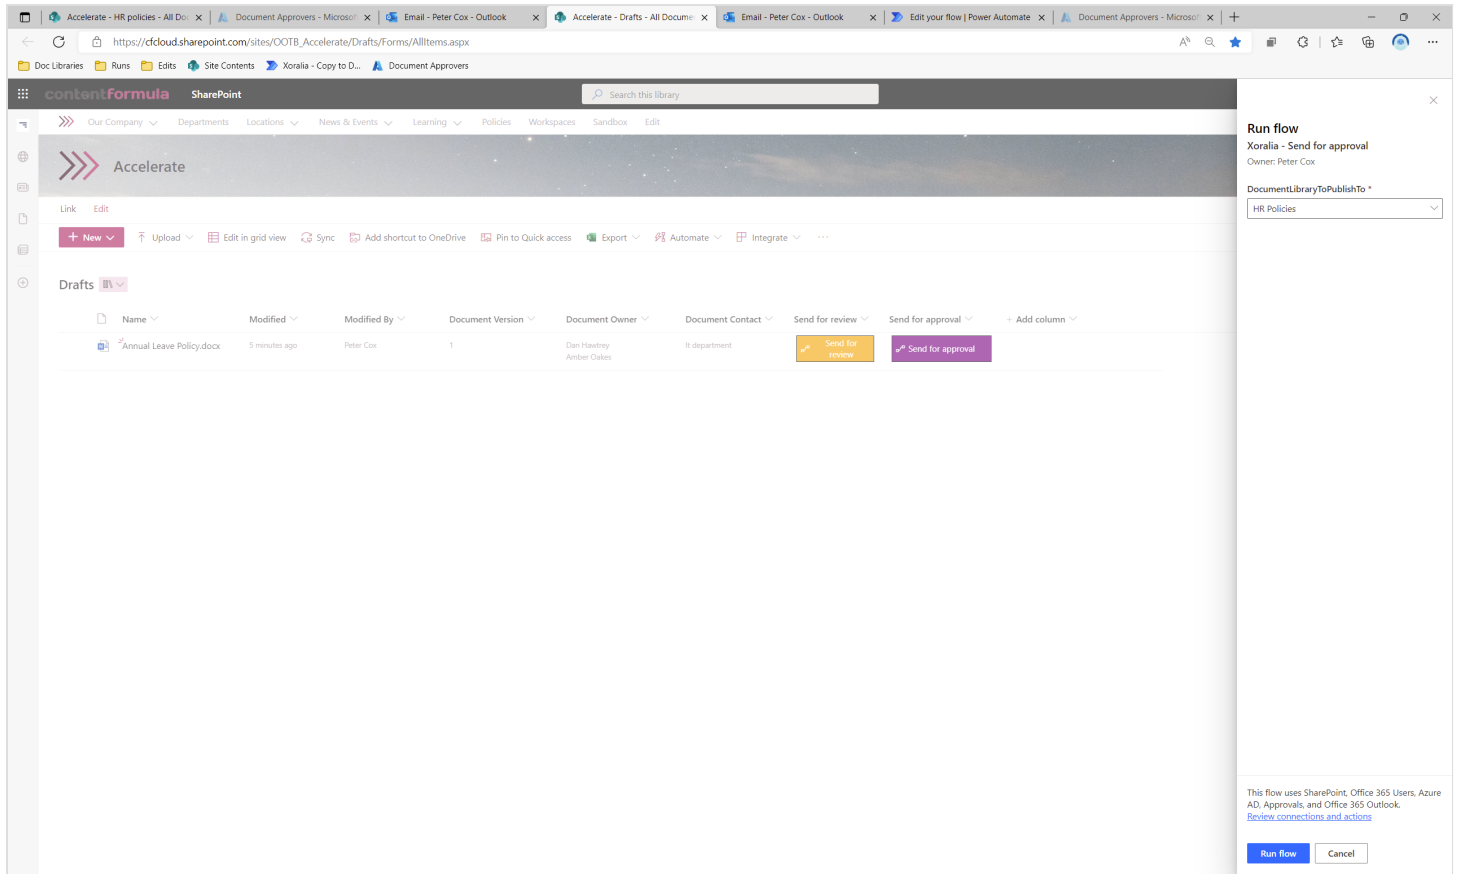 Accelerate - HR policies - All Doc
Document Approvers - Microsoft
Email - Peter Cox - Outlook
Accelerate - Drafts - All Docume
Email - Peter Cox - Outlook
Edit your flow | Power Automate
Document Approvers - Microsoft
https://cfcloud.sharepoint.com/sites/OOTB_Accelerate/Drafts/Forms/AllItems.aspx
Doc Libraries Runs Edits Site Contents Xoralia - Copy to D... Document Approvers
contentformula SharePoint
Search this library
Our Company Departments Locations News & Events Learning Policies Workspaces Sandbox Edit
Accelerate
Link Edit
+ New Upload Edit in grid view Sync Add shortcut to OneDrive Pin to Quick access Export Automate Integrate ...
Drafts
Name Modified Modified By Document Version Document Owner Document Contact Send for review Send for approval + Add column
Annual Leave Policy.docx 5 minutes ago Peter Cox 1 Dan Hawtrey It department Send for review Send for approval
Amber Oakes
Run flow
Xoralia - Send for approval
Owner: Peter Cox
DocumentLibraryToPublishTo *
HR Policies
This flow uses SharePoint, Office 365 Users, Azure
AD, Approvals, and Office 365 Outlook.
Review connections and actions
Run flow Cancel